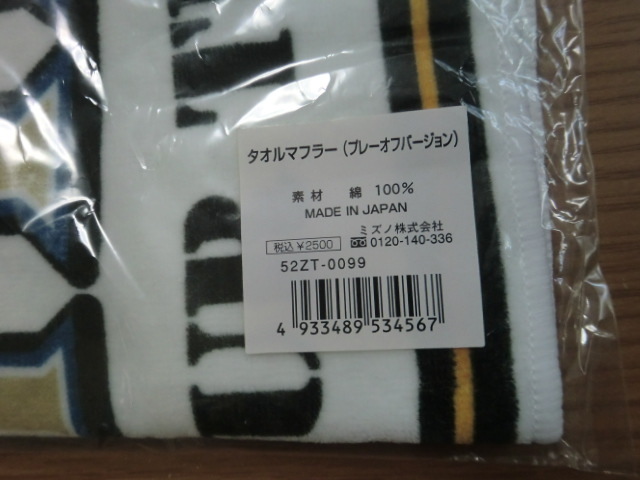 タオルマフラー(プレーオフバージョン)
素材 綿 100%
MADE IN JAPAN
ミズノ株式会社
税込 ¥2500 0120-140-336
52ZT-0099
4 933489 534567